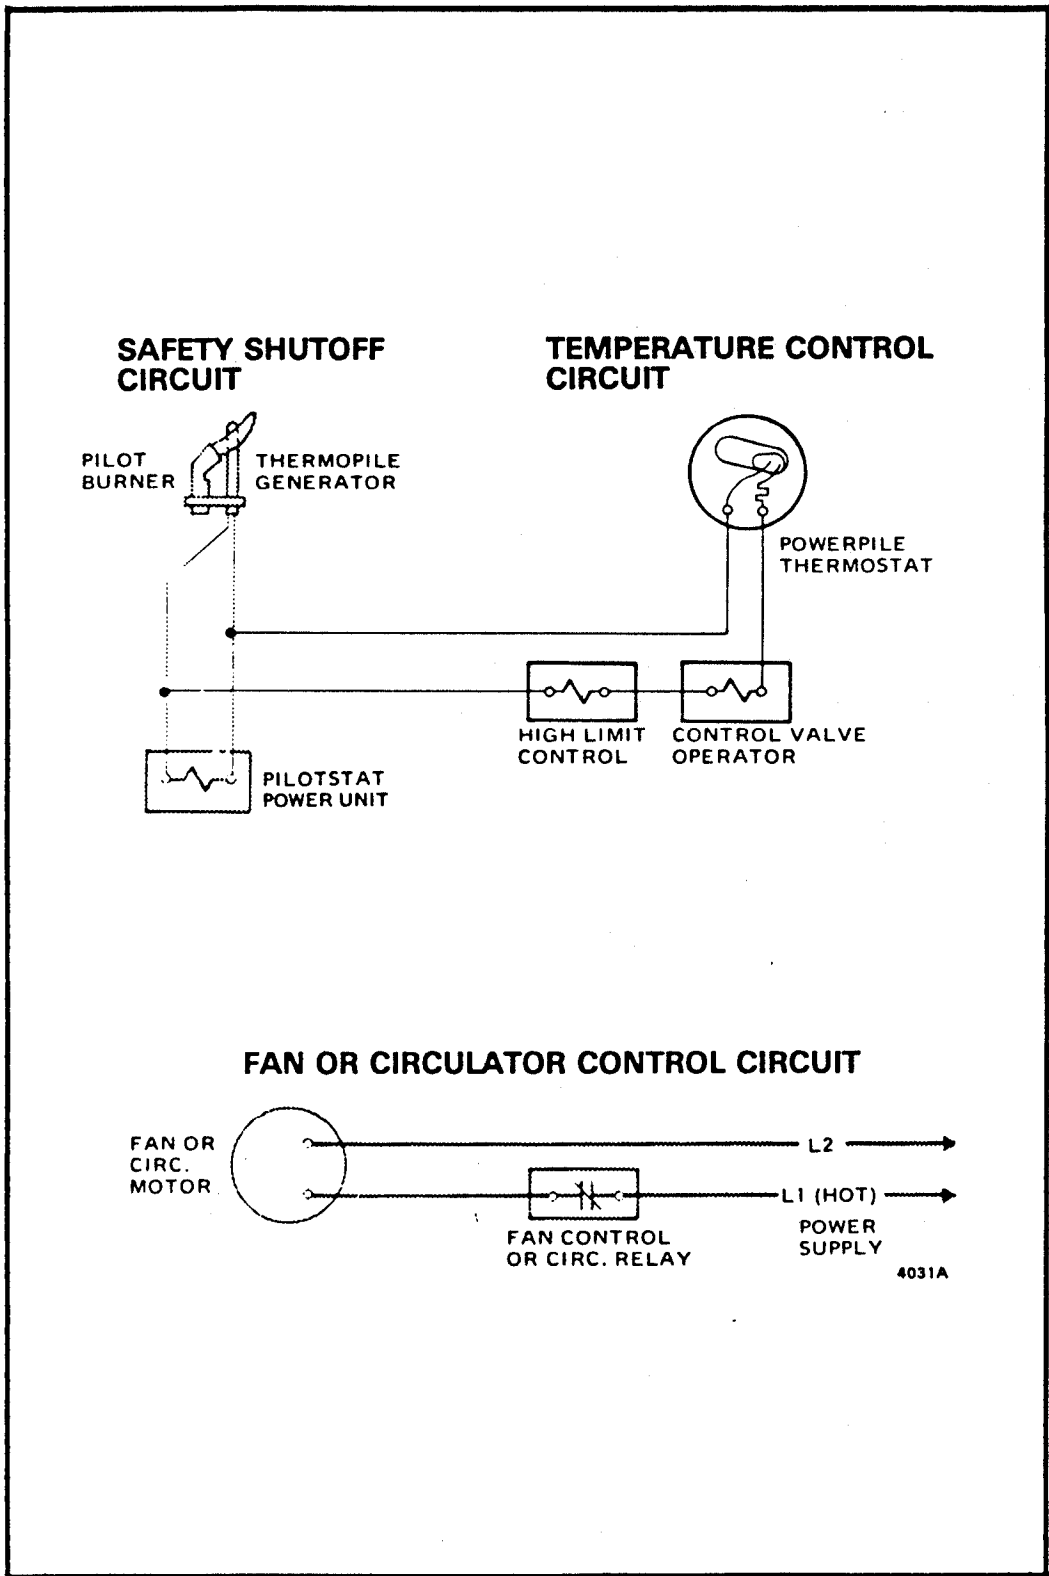 SAFETY SHUTOFF
CIRCUIT
TEMPERATURE CONTROL
CIRCUIT
PILOT
BURNER
THERMOPILE
GENERATOR
POWERPILE
THERMOSTAT
HIGH LIMIT
CONTROL
CONTROL VALVE
OPERATOR
PILOTSTAT
POWER UNIT
FAN OR CIRCULATOR CONTROL CIRCUIT
FAN OR
CIRC.
MOTOR
L2
L1 (HOT)
FAN CONTROL
OR CIRC. RELAY
POWER
SUPPLY
4031A